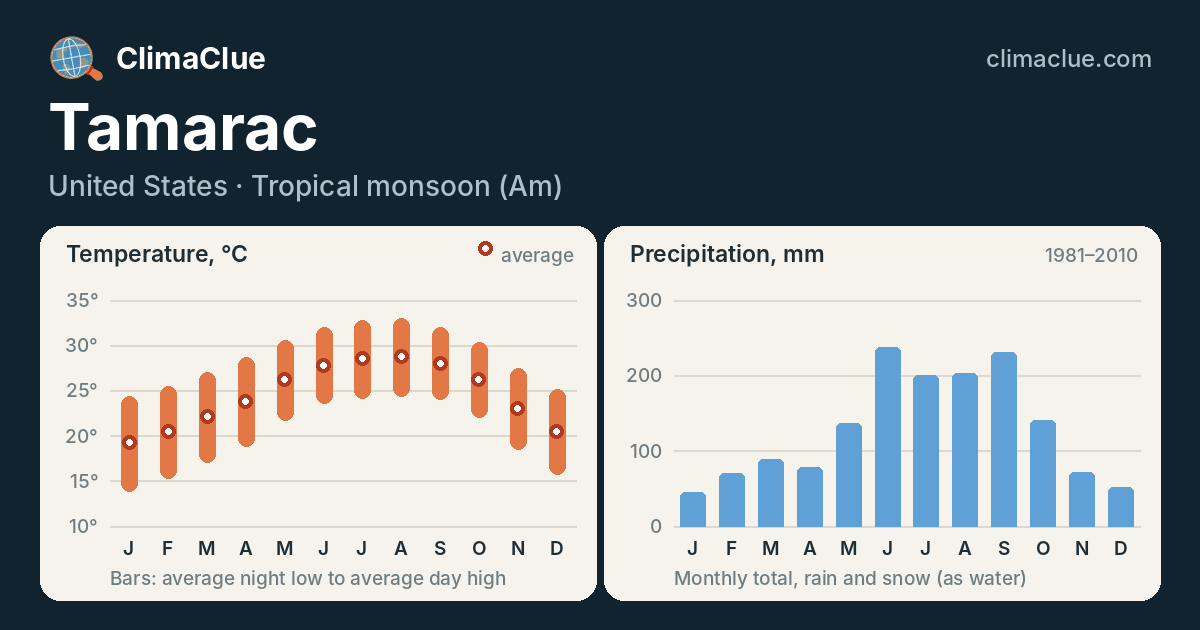 ClimaClue
climaclue.com
Tamarac
United States · Tropical monsoon (Am)
Temperature, °C
average
35°
30°
25°
20°
15°
10°
J F M A M J J A S O N D
Bars: average night low to average day high
Precipitation, mm
1981–2010
300
200
100
0
J F M A M J J A S O N D
Monthly total, rain and snow (as water)